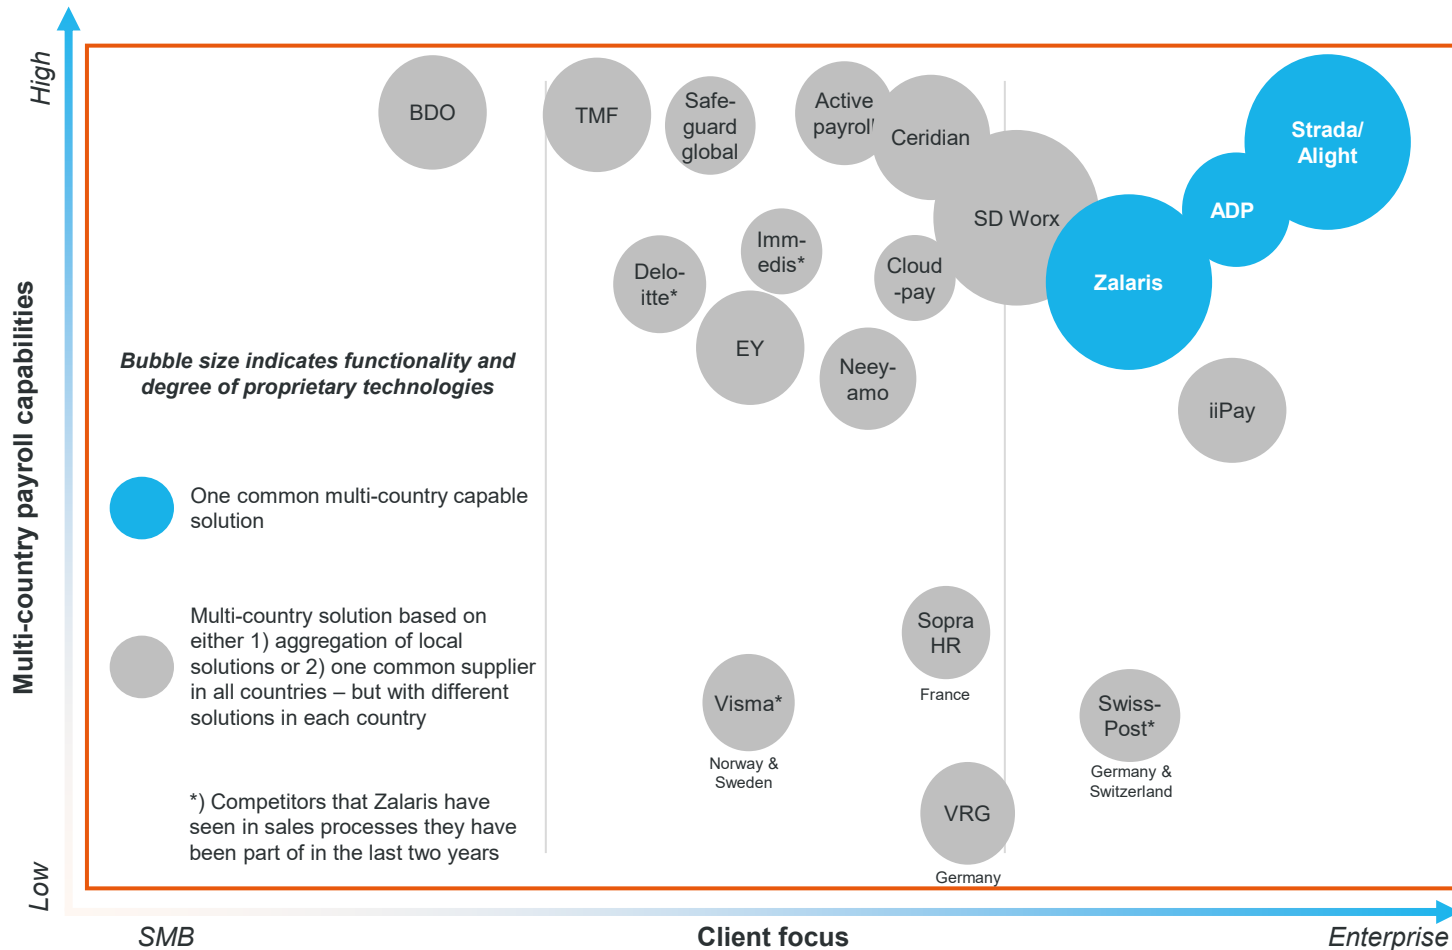 High
BDO
TMF
Safe-
guard
global
Active
payroll
Ceridian
Strada/
Alight
ADP
SD Worx
Imm-
edis*
Delo-
itte*
Cloud
-pay
Zalaris
EY
Neey-
amo
iiPay
Multi-country payroll capabilities
Bubble size indicates functionality and
degree of proprietary technologies
One common multi-country capable
solution
Multi-country solution based on
either 1) aggregation of local
solutions or 2) one common supplier
in all countries – but with different
solutions in each country
*) Competitors that Zalaris have
seen in sales processes they have
been part of in the last two years
Sopra
HR
France
Visma*
Norway &
Sweden
Swiss-
Post*
Germany &
Switzerland
VRG
Germany
Low
SMB
Client focus
Enterprise